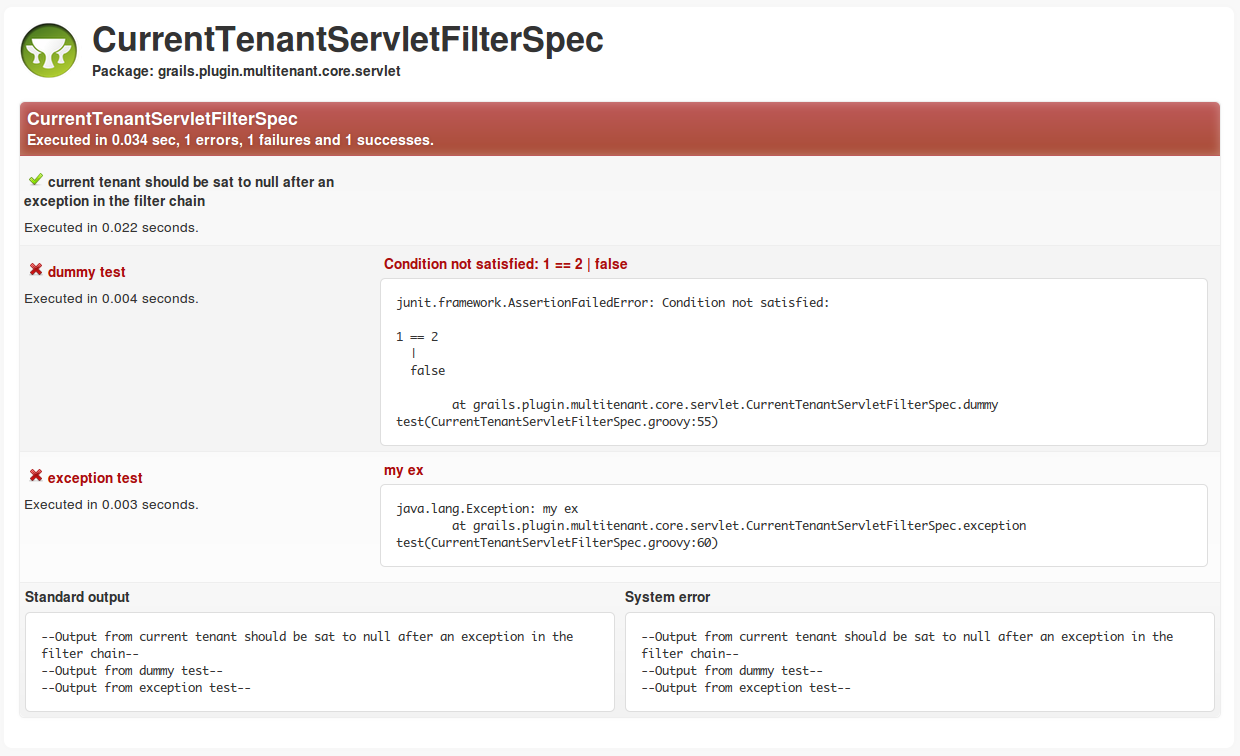 CurrentTenantServletFilterSpec
Package: grails.plugin.multitenant.core.servlet
CurrentTenantServletFilterSpec
Executed in 0.034 sec, 1 errors, 1 failures and 1 successes.
current tenant should be sat to null after an
exception in the filter chain
Executed in 0.022 seconds.
dummy test
Executed in 0.004 seconds.
Condition not satisfied: 1 == 2 | false
junit.framework.AssertionFailedError: Condition not satisfied:
1 == 2
|
false
at grails.plugin.multitenant.core.servlet.CurrentTenantServletFilterSpec.dummy
test(CurrentTenantServletFilterSpec.groovy:55)
exception test
Executed in 0.003 seconds.
my ex
java.lang.Exception: my ex
at grails.plugin.multitenant.core.servlet.CurrentTenantServletFilterSpec.exception
test(CurrentTenantServletFilterSpec.groovy:60)
Standard output
--Output from current tenant should be sat to null after an exception in the
filter chain--
--Output from dummy test--
--Output from exception test--
System error
--Output from current tenant should be sat to null after an exception in the
filter chain--
--Output from dummy test--
--Output from exception test--